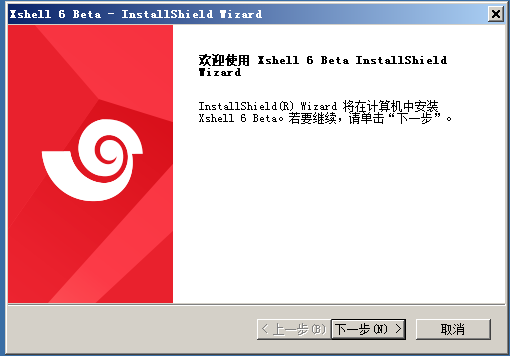 Xshell 6 Beta - InstallShield Wizard
欢迎使用 Xshell 6 Beta InstallShield
Wizard
InstallShield(R) Wizard 将在计算机中安装
Xshell 6 Beta。若要继续，请单击“下一步”。
< 上一步(B)
下一步(N) >
取消